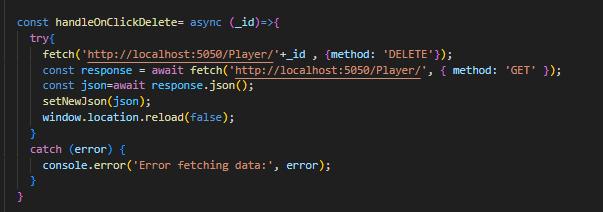 const handleOnClickDelete= async (_id)=>{
try{
fetch('http://localhost:5050/Player/'+_id , {method: 'DELETE'});
const response = await fetch('http://localhost:5050/Player/', { method: 'GET' });
const json=await response.json();
setNewJson(json);
window.location.reload(false);
}
catch (error) {
console.error('Error fetching data:', error);
}
}